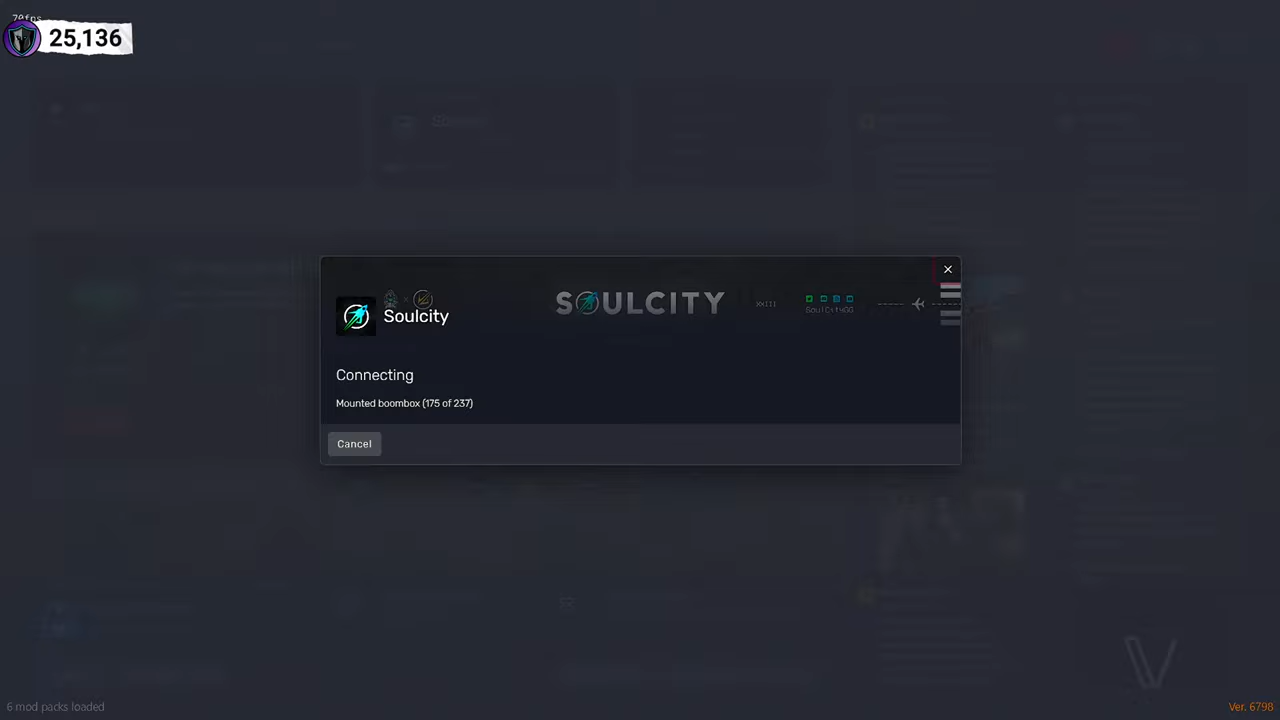 79fps
25,136
SOULCITY
XXIII
SoulCityGG
Soulcity
Connecting
Mounted boombox (175 of 237)
Cancel
6 mod packs loaded
Ver. 6798